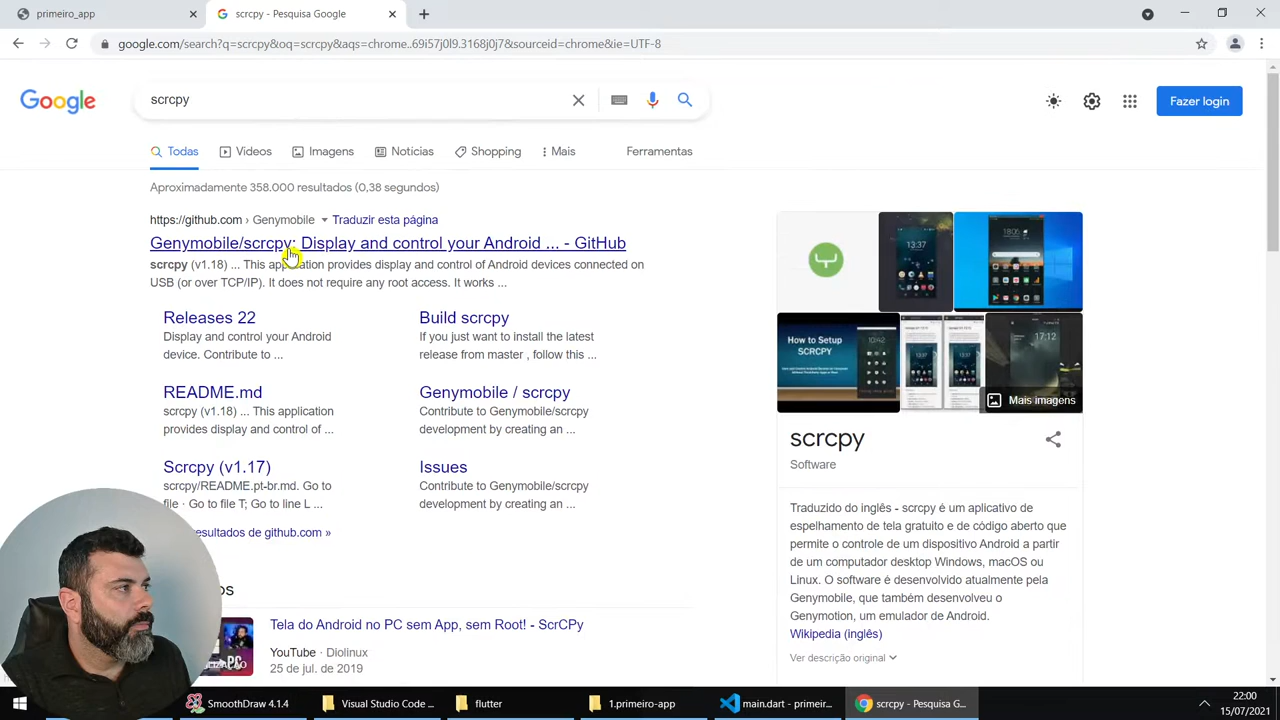 primeiro_app
scrcpy - Pesquisa Google
google.com/search?q=scrcpy&oq=scrcpy&aqs=chrome..69i57j0l9.3168j0j7&sourceid=chrome&ie=UTF-8
Google
scrcpy
Fazer login
Todas
Vídeos
Imagens
Notícias
Shopping
Mais
Ferramentas
Aproximadamente 358.000 resultados (0,38 segundos)
https://github.com › Genymobile
Traduzir esta página
Genymobile/scrcpy: Display and control your Android ... - GitHub
scrcpy (v1.18) ... This application provides display and control of Android devices connected on
USB (or over TCP/IP). It does not require any root access. It works ...
Releases 22
Display and control your Android
device. Contribute to ...
Build scrcpy
If you just want to install the latest
release from master , follow this ...
README.md
scrcpy (v1.18) ... This application
provides display and control of ...
Genymobile / scrcpy
Contribute to Genymobile/scrcpy
development by creating an ...
Scrcpy (v1.17)
scrcpy/README.pt-br.md. Go to
file · Go to file T; Go to line L ...
Issues
Contribute to Genymobile/scrcpy
development by creating an ...
resultados de github.com »
Tela do Android no PC sem App, sem Root! - ScrCPy
YouTube · Diolinux
25 de jul. de 2019
13:37
18:06
How to Setup
SCRCPY
10:42
17:12
Mais imagens
scrcpy
Software
Traduzido do inglês - scrcpy é um aplicativo de
espelhamento de tela gratuito e de código aberto que
permite o controle de um dispositivo Android a partir
de um computador desktop Windows, macOS ou
Linux. O software é desenvolvido atualmente pela
Genymobile, que também desenvolveu o
Genymotion, um emulador de Android.
Wikipedia (inglês)
Ver descrição original
SmoothDraw 4.1.4
Visual Studio Code ...
flutter
1.primeiro-app
main.dart - primeir...
scrcpy - Pesquisa G...
22:00
15/07/2021